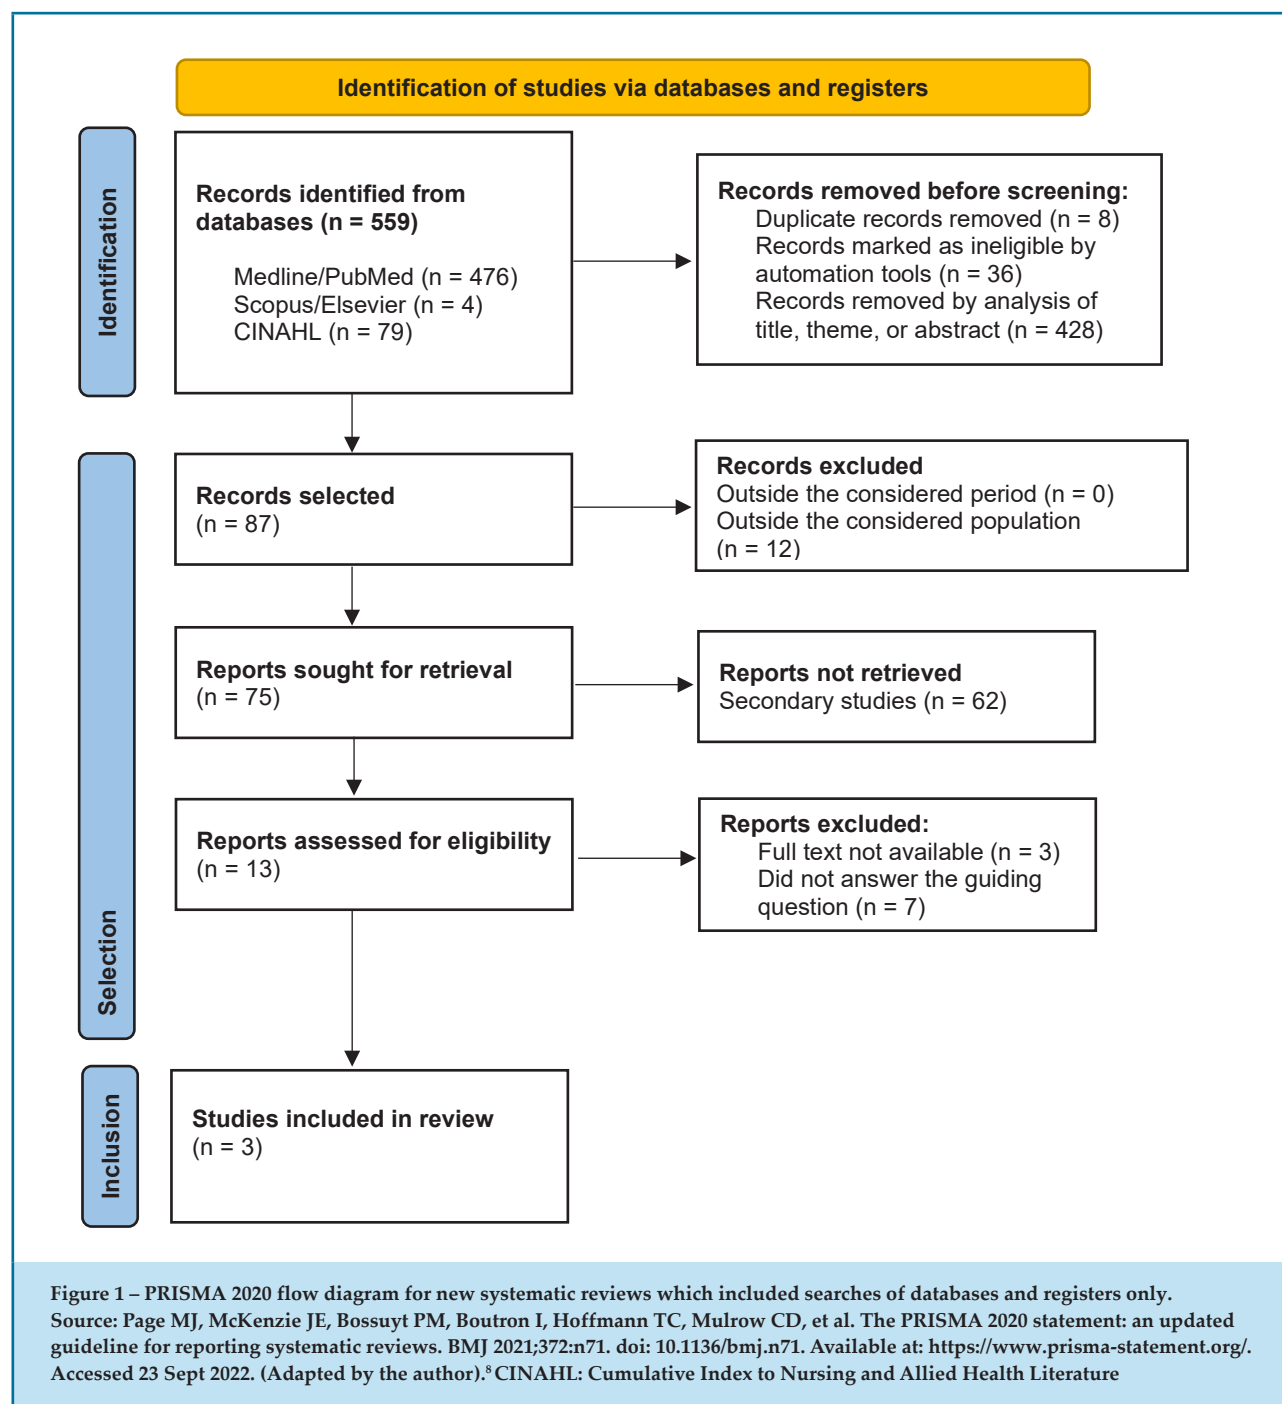 Identification of studies via databases and registers
Identification
Records identified from
databases (n = 559)
Medline/PubMed (n = 476)
Scopus/Elsevier (n = 4)
CINAHL (n = 79)
Records removed before screening:
Duplicate records removed (n = 8)
Records marked as ineligible by
automation tools (n = 36)
Records removed by analysis of
title, theme, or abstract (n = 428)
Selection
Records selected
(n = 87)
Records excluded
Outside the considered period (n = 0)
Outside the considered population
(n = 12)
Reports sought for retrieval
(n = 75)
Reports not retrieved
Secondary studies (n = 62)
Reports assessed for eligibility
(n = 13)
Reports excluded:
Full text not available (n = 3)
Did not answer the guiding
question (n = 7)
Inclusion
Studies included in review
(n = 3)
Figure 1 – PRISMA 2020 flow diagram for new systematic reviews which included searches of databases and registers only.
Source: Page MJ, McKenzie JE, Bossuyt PM, Boutron I, Hoffmann TC, Mulrow CD, et al. The PRISMA 2020 statement: an updated
guideline for reporting systematic reviews. BMJ 2021;372:n71. doi: 10.1136/bmj.n71. Available at: https://www.prisma-statement.org/.
Accessed 23 Sept 2022. (Adapted by the author).⁸ CINAHL: Cumulative Index to Nursing and Allied Health Literature